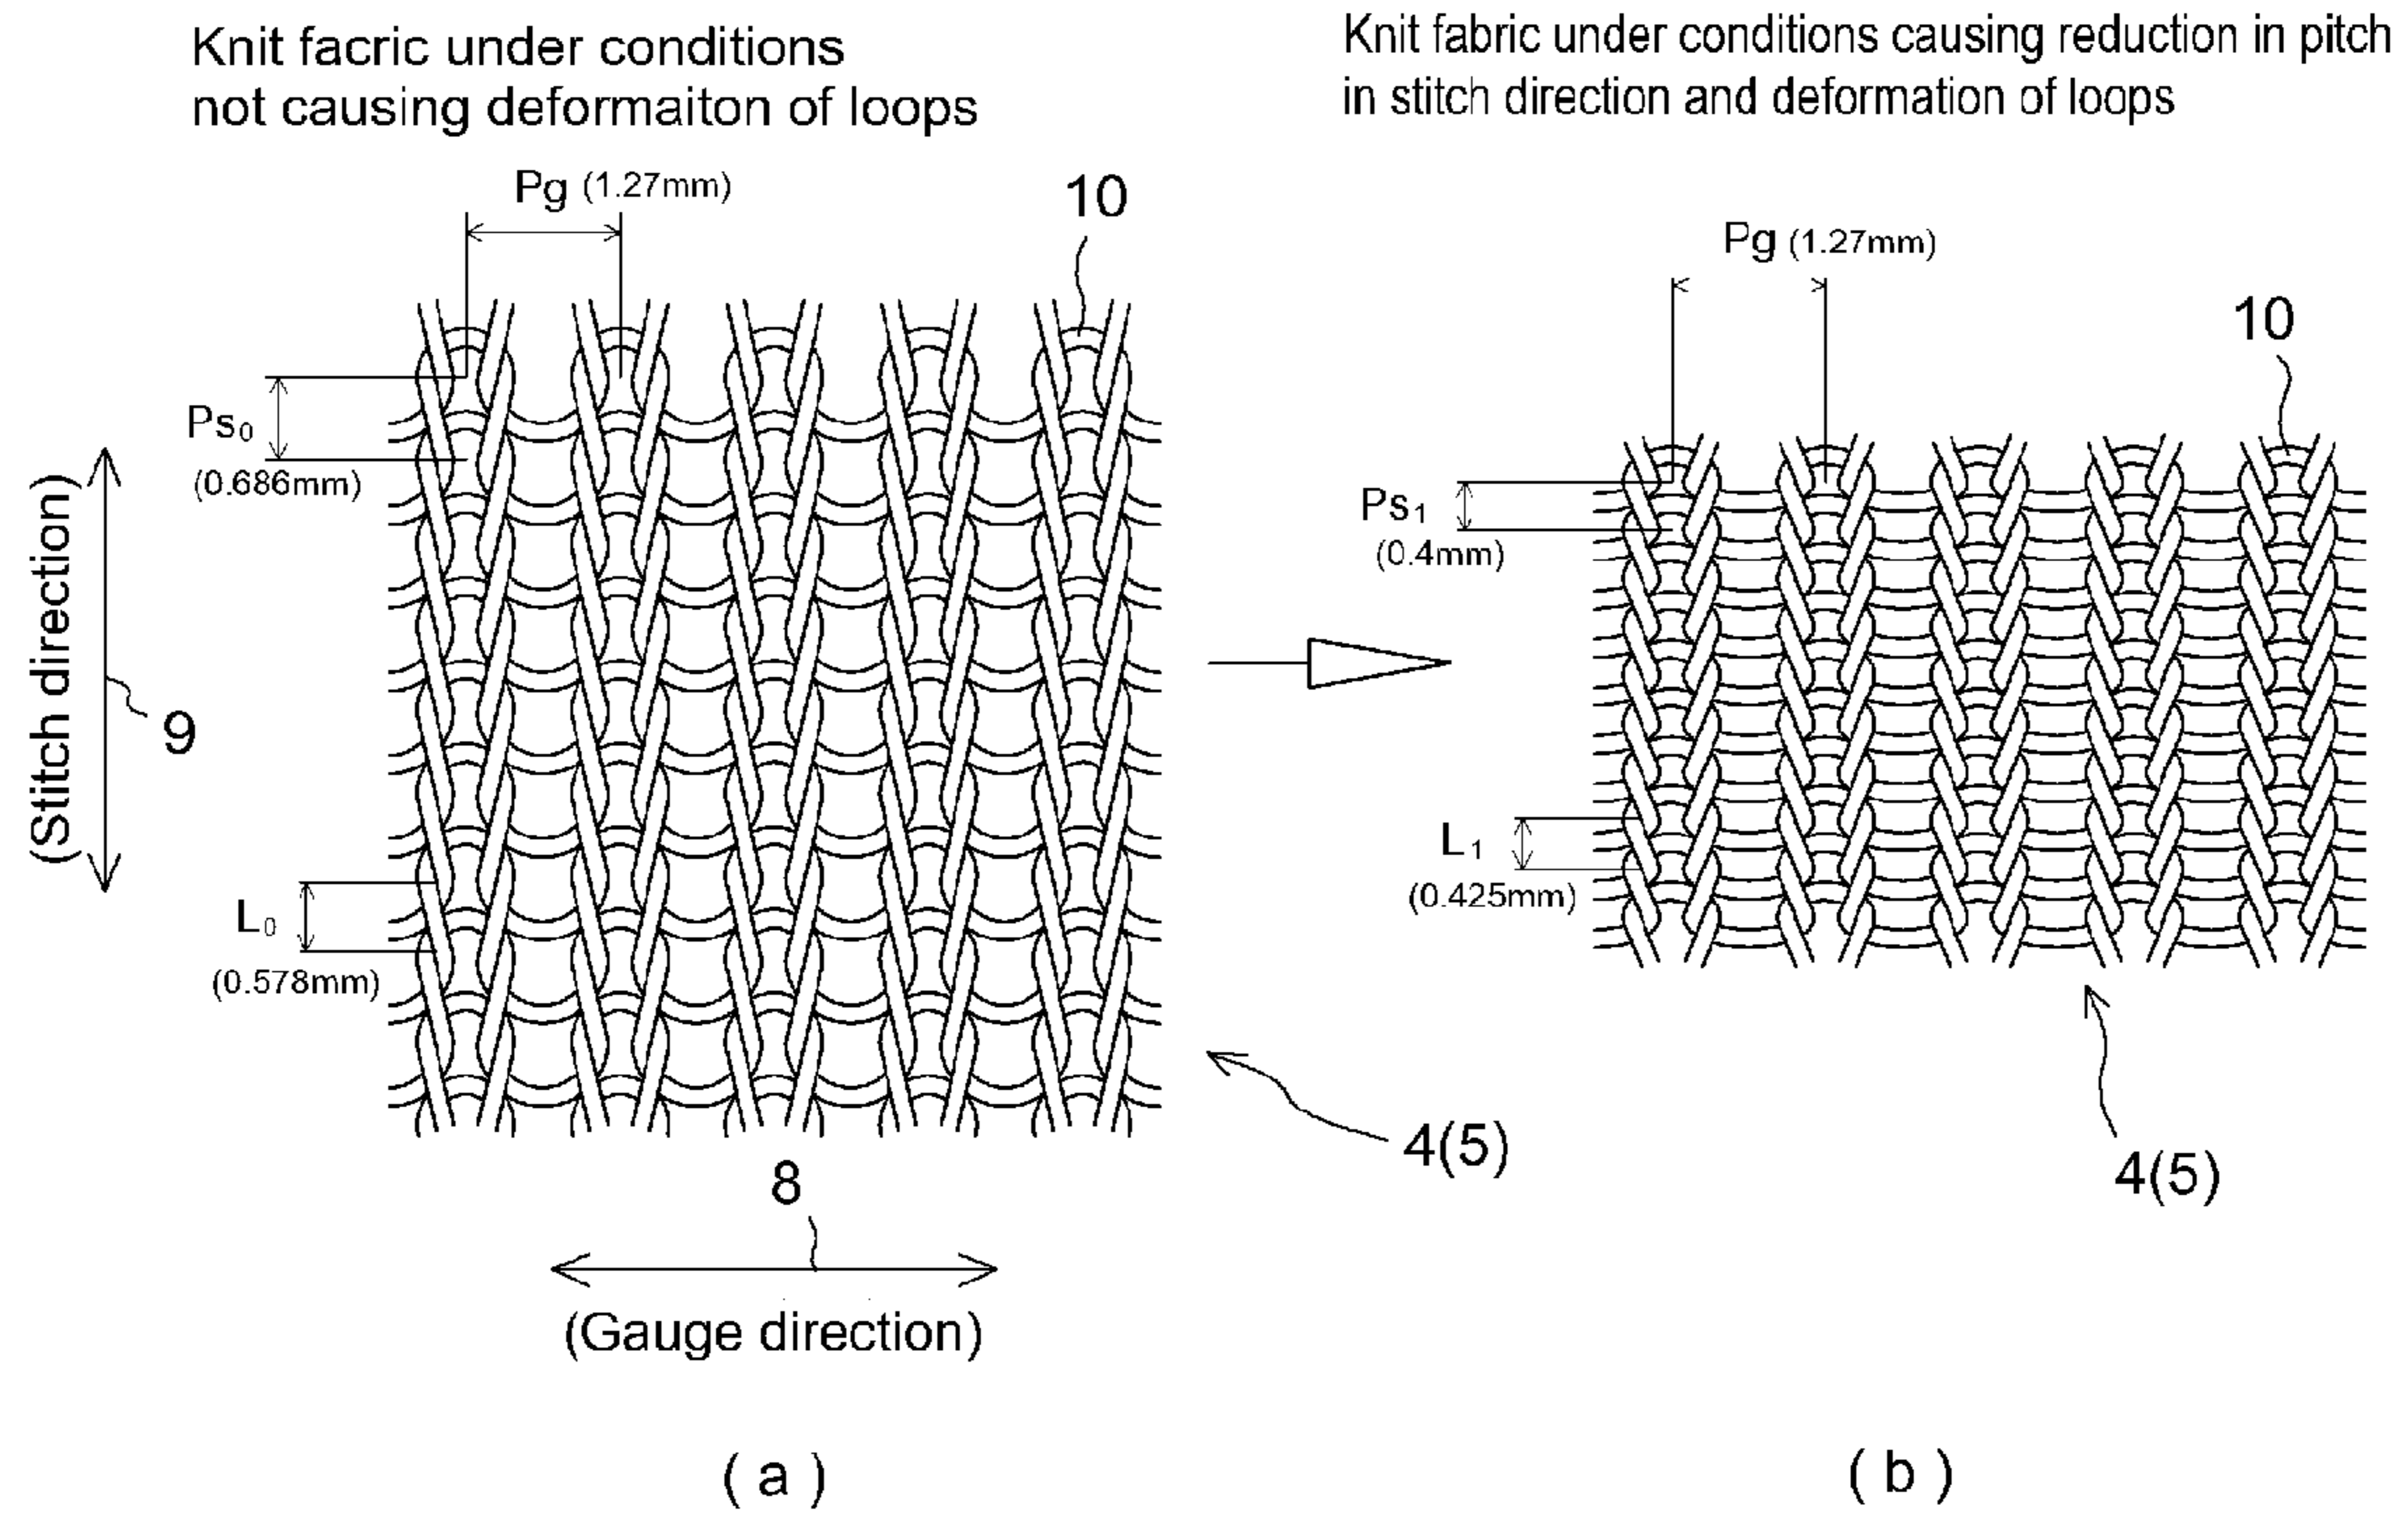 Knit facric under conditions
not causing deformaiton of loops
Pg (1.27mm)
10
Ps0
(0.686mm)
(Stitch direction)
9
L0
(0.578mm)
4(5)
8
(Gauge direction)
( a )
Knit fabric under conditions causing reduction in pitch
in stitch direction and deformation of loops
Pg (1.27mm)
10
Ps1
(0.4mm)
L1
(0.425mm)
4(5)
( b )